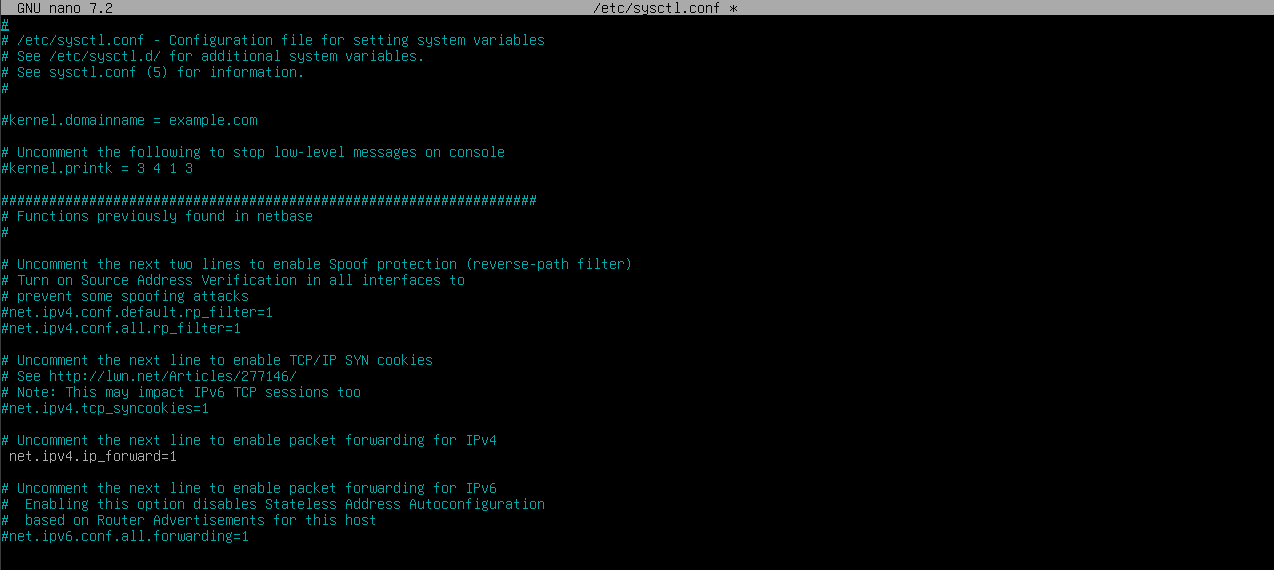 GNU nano 7.2 /etc/sysctl.conf *
#
# /etc/sysctl.conf - Configuration file for setting system variables
# See /etc/sysctl.d/ for additional system variables.
# See sysctl.conf (5) for information.
#
#kernel.domainname = example.com
# Uncomment the following to stop low-level messages on console
#kernel.printk = 3 4 1 3
###################################################################
# Functions previously found in netbase
#
# Uncomment the next two lines to enable Spoof protection (reverse-path filter)
# Turn on Source Address Verification in all interfaces to
# prevent some spoofing attacks
#net.ipv4.conf.default.rp_filter=1
#net.ipv4.conf.all.rp_filter=1
# Uncomment the next line to enable TCP/IP SYN cookies
# See http://lwn.net/Articles/277146/
# Note: This may impact IPv6 TCP sessions too
#net.ipv4.tcp_syncookies=1
# Uncomment the next line to enable packet forwarding for IPv4
 net.ipv4.ip_forward=1
# Uncomment the next line to enable packet forwarding for IPv6
#  Enabling this option disables Stateless Address Autoconfiguration
#  based on Router Advertisements for this host
#net.ipv6.conf.all.forwarding=1